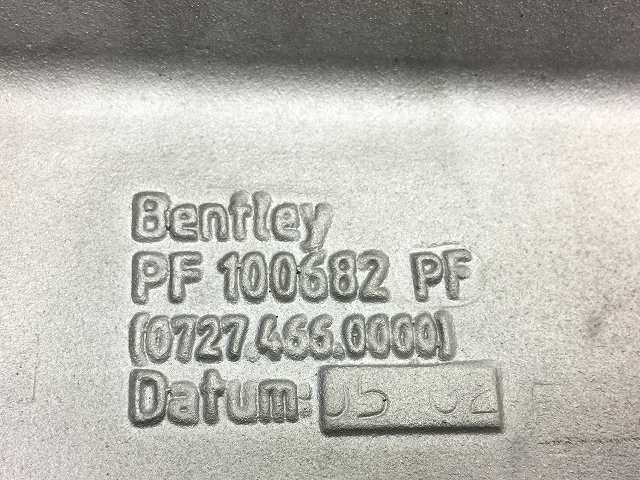 Bentley
PF 100682 PF
(0727.466.0000)
Datum: 05 02